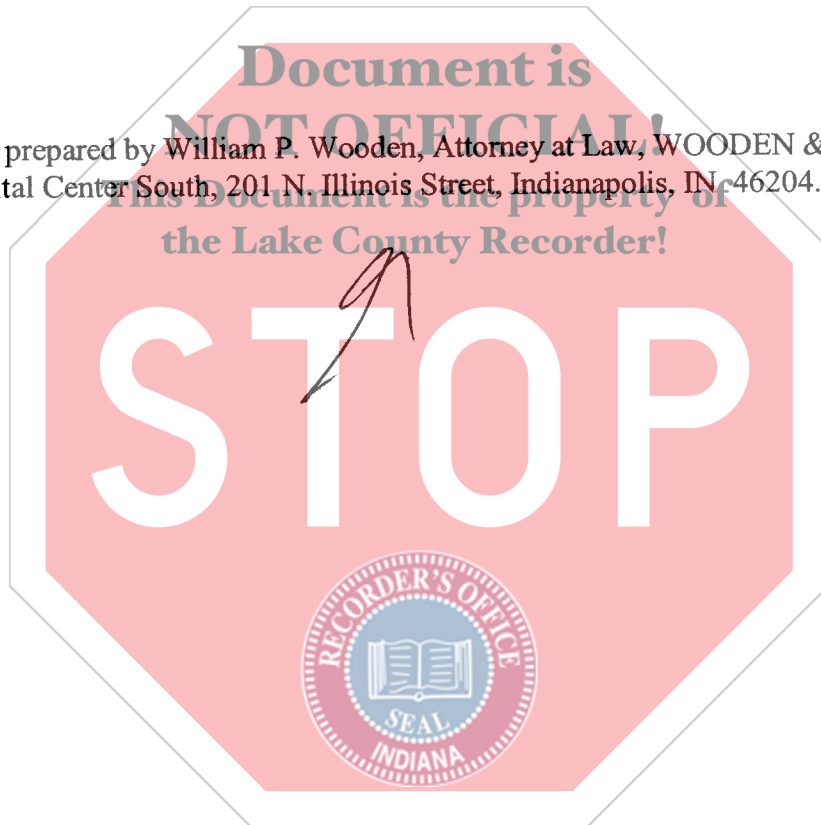 Document is
NOT OFFICIAL!
prepared by William P. Wooden, Attorney at Law, WOODEN &
tal Center South, 201 N. Illinois Street, Indianapolis, IN 46204.
This Document is the property of
the Lake County Recorder!
STOP
RECORDER'S OFFICE
SEAL
INDIANA